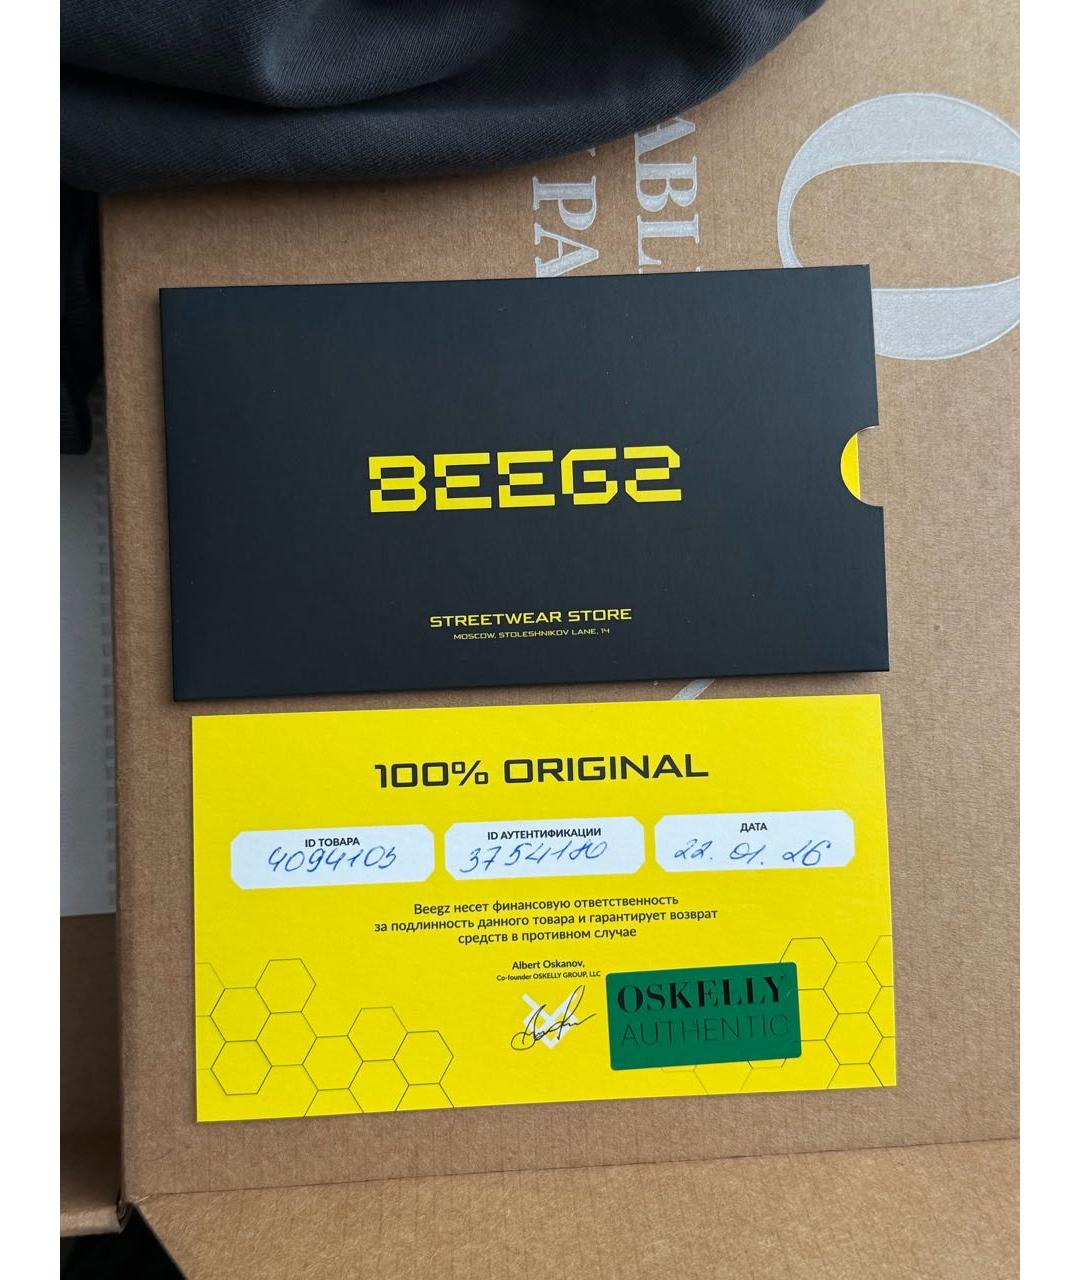 ABL
PA
O
BEEGZ
STREETWEAR STORE
MOSCOW, STOLESHNIKOV LANE, 14
100% ORIGINAL
ID ТОВАРА
4094105
ID АУТЕНТИФИКАЦИИ
3754180
ДАТА
22. 01. 26
Beegz несет финансовую ответственность
за подлинность данного товара и гарантирует возврат
средств в противном случае
Albert Oskanov,
Co-founder OSKELLY GROUP, LLC
OSKELLY
AUTHENTIC